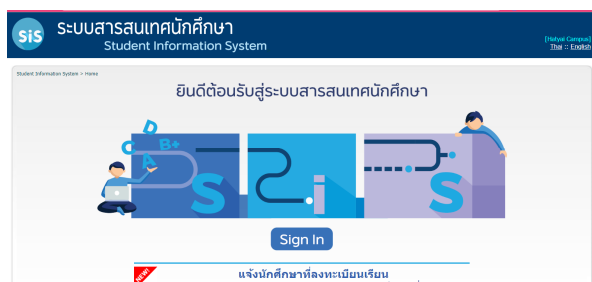 sis
ระบบสารสนเทศนักศึกษา
Student Information System
[Hatyai Campus]
Thai :: English
Student Information System > Home
ยินดีต้อนรับสู่ระบบสารสนเทศนักศึกษา
D
C B+
A
S i S
Sign In
NEW!
แจ้งนักศึกษาที่ลงทะเบียนเรียน